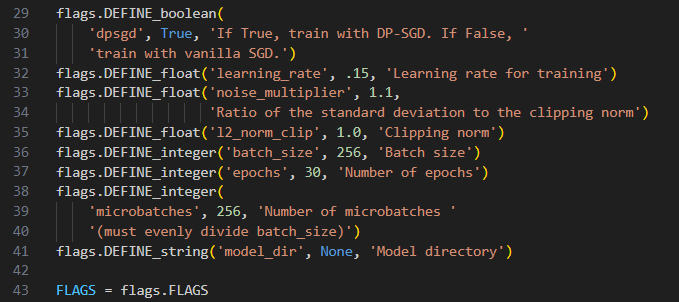 29 flags.DEFINE_boolean(
30     'dpsgd', True, 'If True, train with DP-SGD. If False, '
31     'train with vanilla SGD.')
32 flags.DEFINE_float('learning_rate', .15, 'Learning rate for training')
33 flags.DEFINE_float('noise_multiplier', 1.1,
34                    'Ratio of the standard deviation to the clipping norm')
35 flags.DEFINE_float('l2_norm_clip', 1.0, 'Clipping norm')
36 flags.DEFINE_integer('batch_size', 256, 'Batch size')
37 flags.DEFINE_integer('epochs', 30, 'Number of epochs')
38 flags.DEFINE_integer(
39     'microbatches', 256, 'Number of microbatches '
40     '(must evenly divide batch_size)')
41 flags.DEFINE_string('model_dir', None, 'Model directory')
42
43 FLAGS = flags.FLAGS